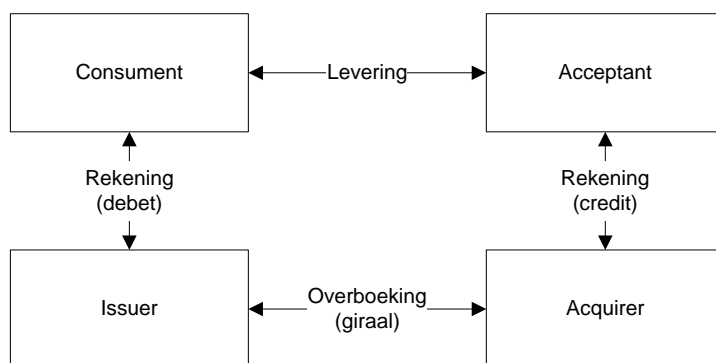 Consument
Levering
Acceptant
Rekening
(debet)
Rekening
(credit)
Issuer
Overboeking
(giraal)
Acquirer